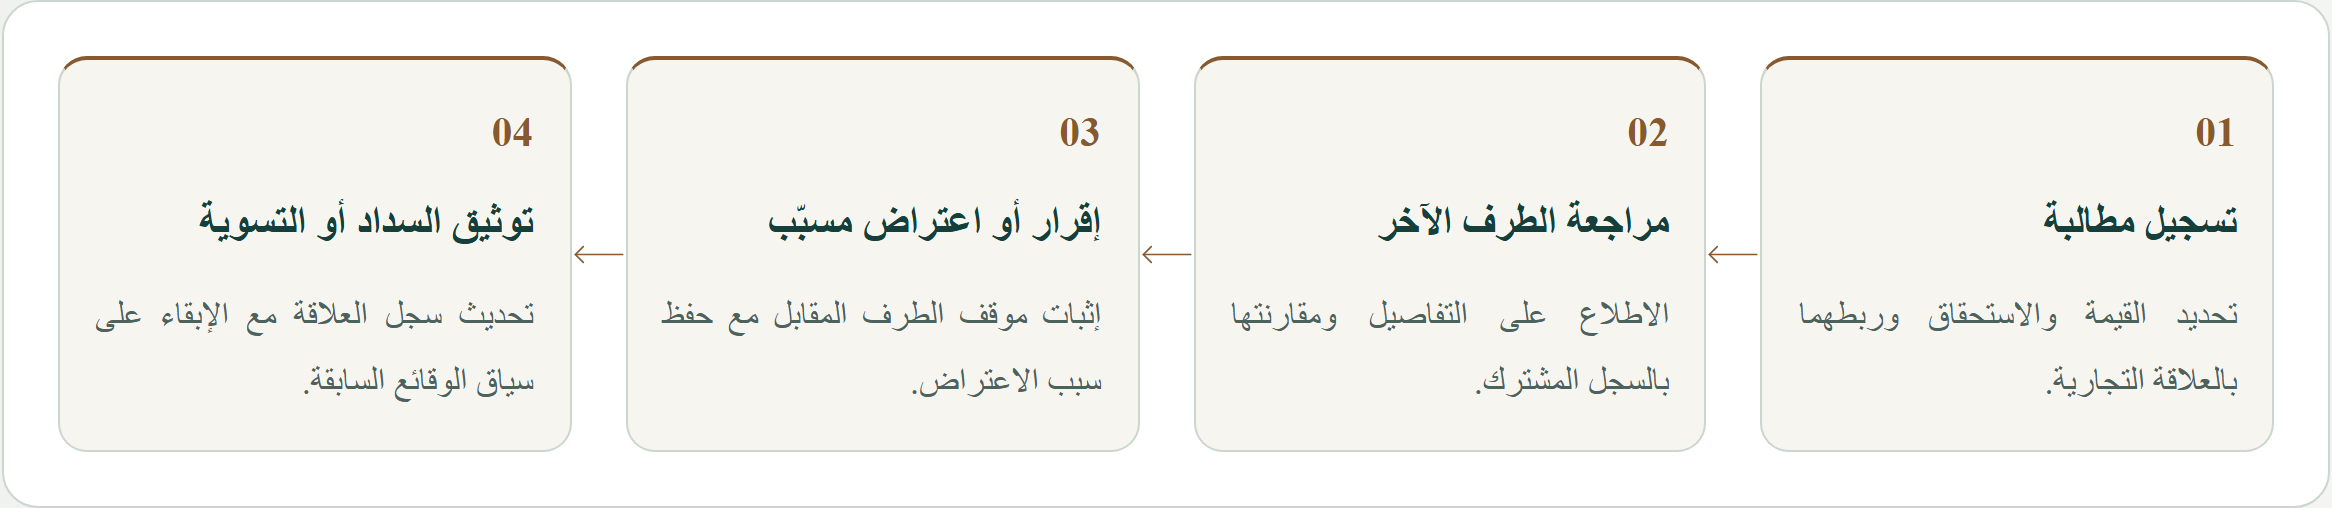 01
تسجيل مطالبة
تحديد القيمة والاستحقاق وربطهما
بالعلاقة التجارية.
02
مراجعة الطرف الآخر
الاطلاع على التفاصيل ومقارنتها
بالسجل المشترك.
03
إقرار أو اعتراض مسبّب
إثبات موقف الطرف المقابل مع حفظ
سبب الاعتراض.
04
توثيق السداد أو التسوية
تحديث سجل العلاقة مع الإبقاء على
سياق الوقائع السابقة.